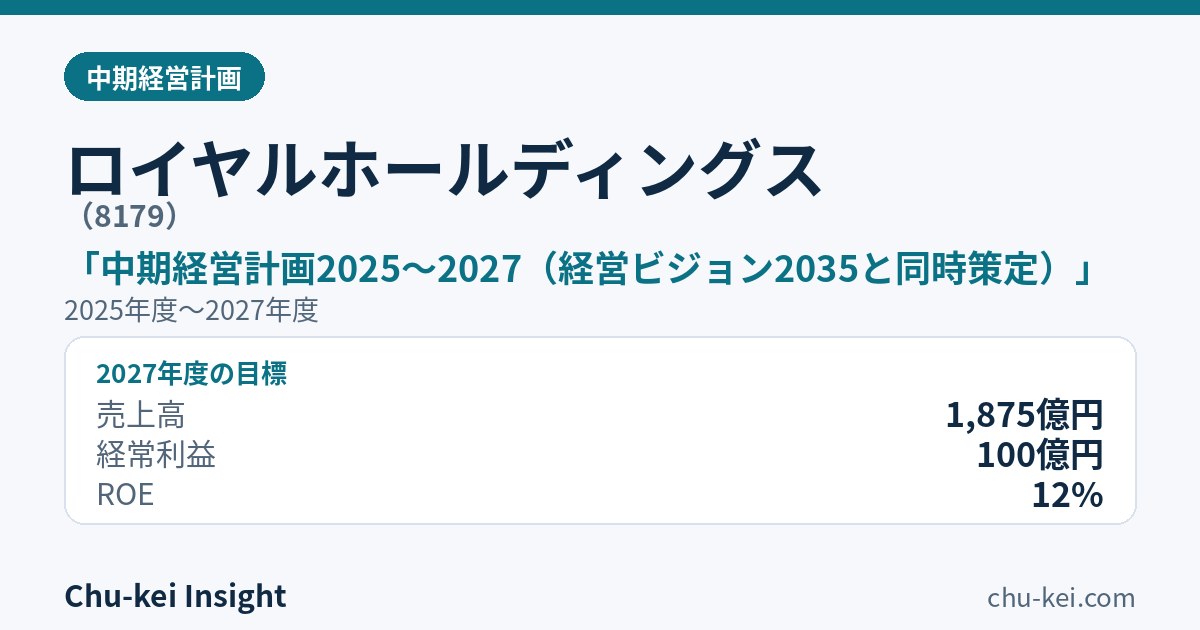 中期経営計画
ロイヤルホールディングス
（8179）
「中期経営計画2025～2027（経営ビジョン2035と同時策定）」
2025年度～2027年度
2027年度の目標
売上高 1,875億円
経常利益 100億円
ROE 12%
Chu-kei Insight chu-kei.com